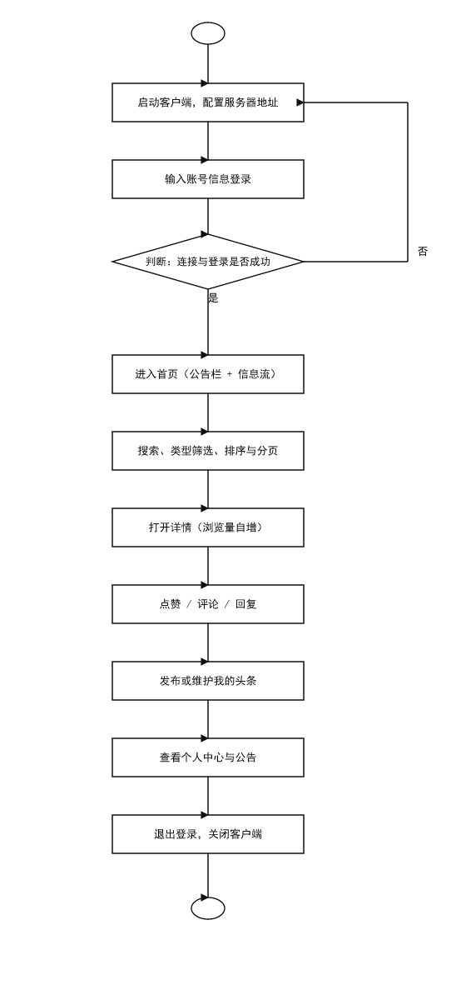 启动客户端，配置服务器地址
输入账号信息登录
判断：连接与登录是否成功
否
是
进入首页（公告栏 + 信息流）
搜索、类型筛选、排序与分页
打开详情（浏览量自增）
点赞 / 评论 / 回复
发布或维护我的头条
查看个人中心与公告
退出登录，关闭客户端